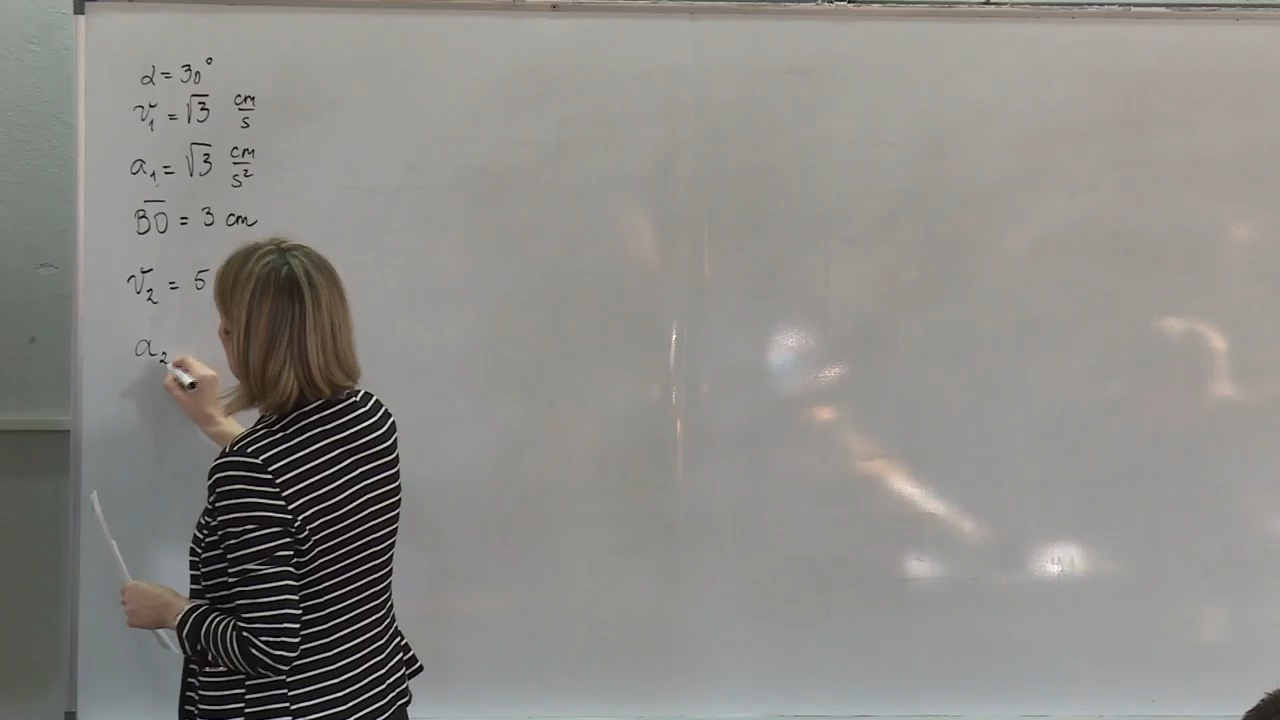 α = 30°
v₁ = √3 cm/s
a₁ = √3 cm/s²
B̅O̅ = 3 cm
v₂ = 5
a₂